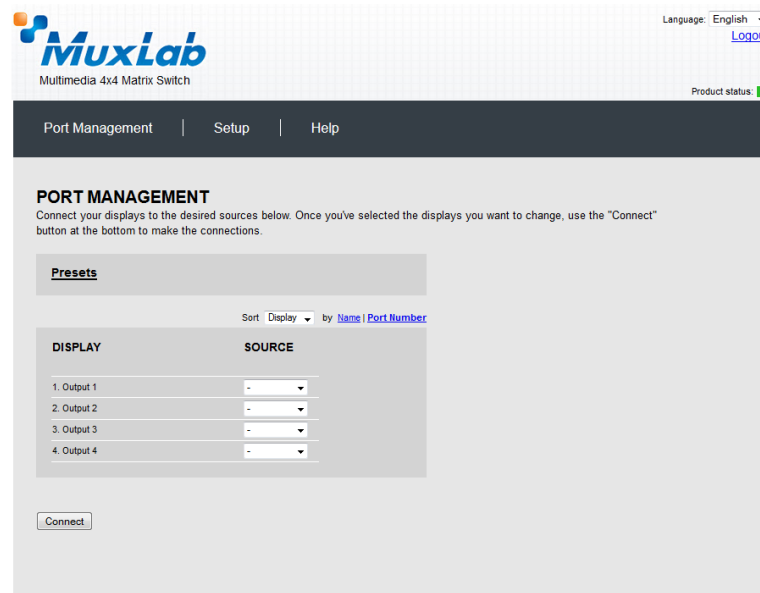 Language: English
MuxLab
Logou
Multimedia 4x4 Matrix Switch
Product status:
Port Management | Setup | Help
PORT MANAGEMENT
Connect your displays to the desired sources below. Once you've selected the displays you want to change, use the "Connect"
button at the bottom to make the connections.
Presets
Sort Display by Name | Port Number
DISPLAY SOURCE
1. Output 1 -
2. Output 2 -
3. Output 3 -
4. Output 4 -
Connect